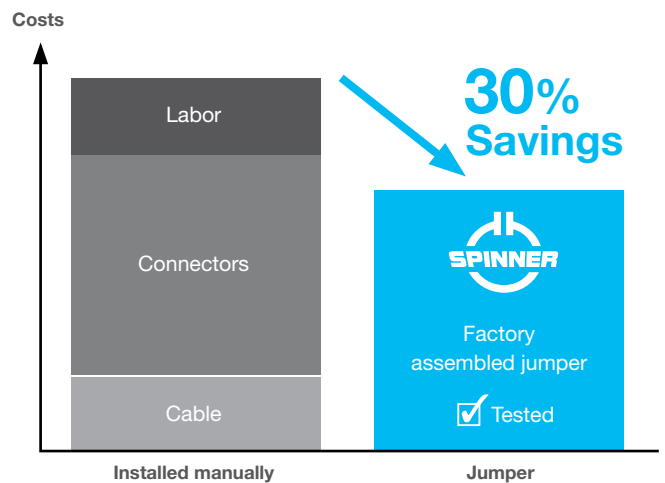 Costs
Labor
Connectors
Cable
Installed manually
30%
Savings
SPINNER
Factory
assembled jumper
Tested
Jumper